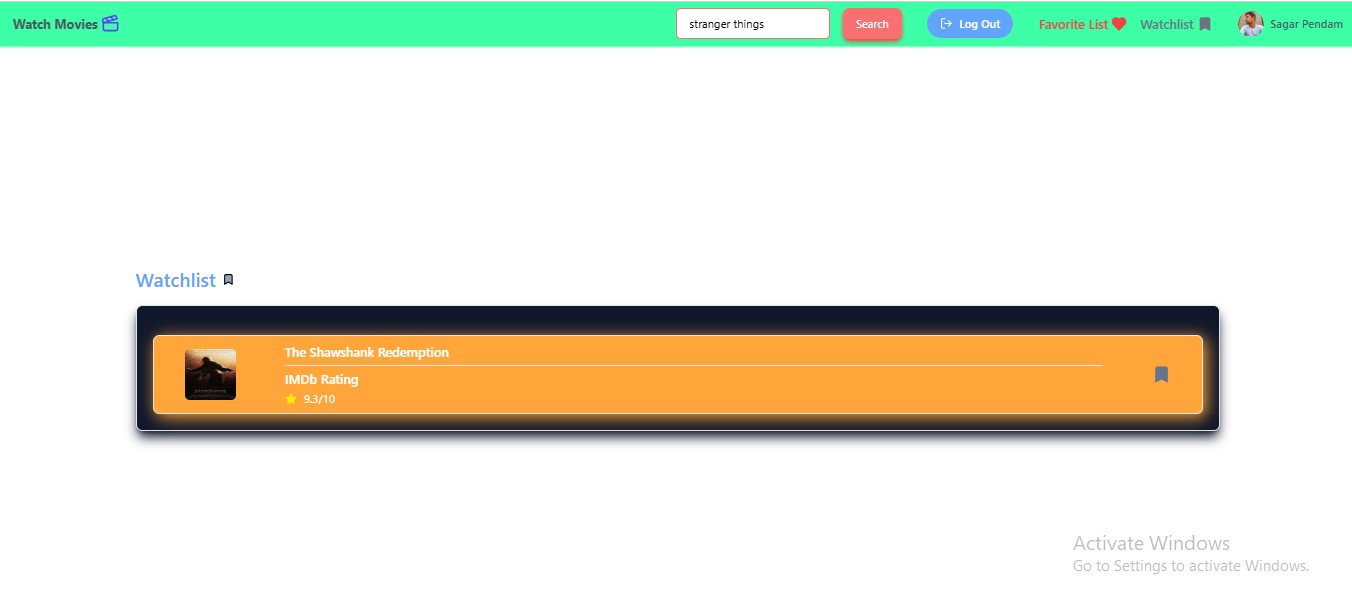 Watch Movies
stranger things
Search
Log Out
Favorite List
Watchlist
Sagar Pendam
Watchlist
The Shawshank Redemption
IMDb Rating
9.3/10
Activate Windows
Go to Settings to activate Windows.